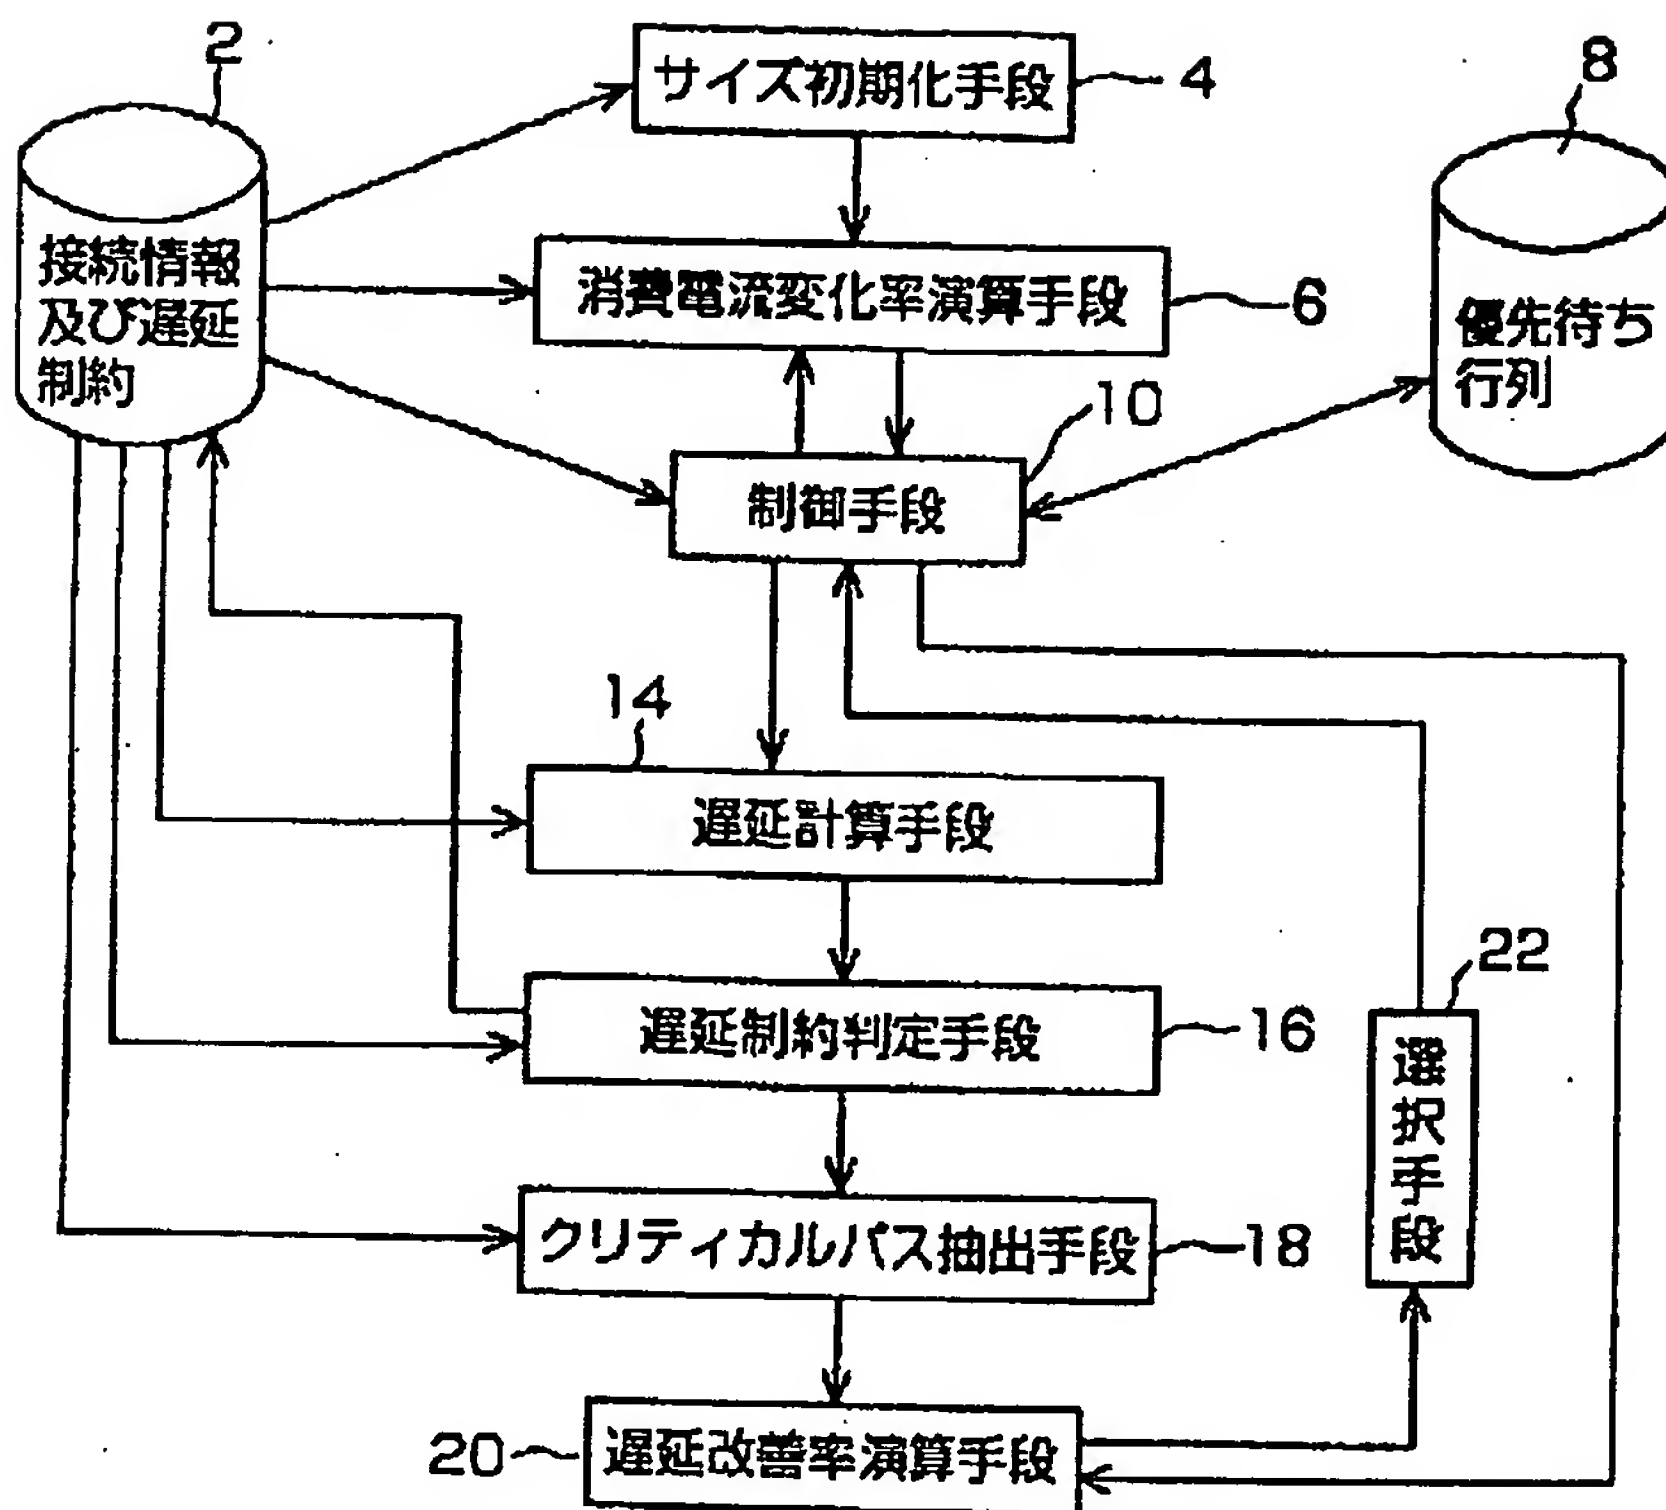 2
サイズ初期化手段
4
8
接続情報
及び遅延
制約
消費電流変化率演算手段
6
優先待ち
行列
10
制御手段
14
遅延計算手段
22
遅延制約判定手段
16
選択手段
クリティカルパス抽出手段
18
20
遅延改善率演算手段